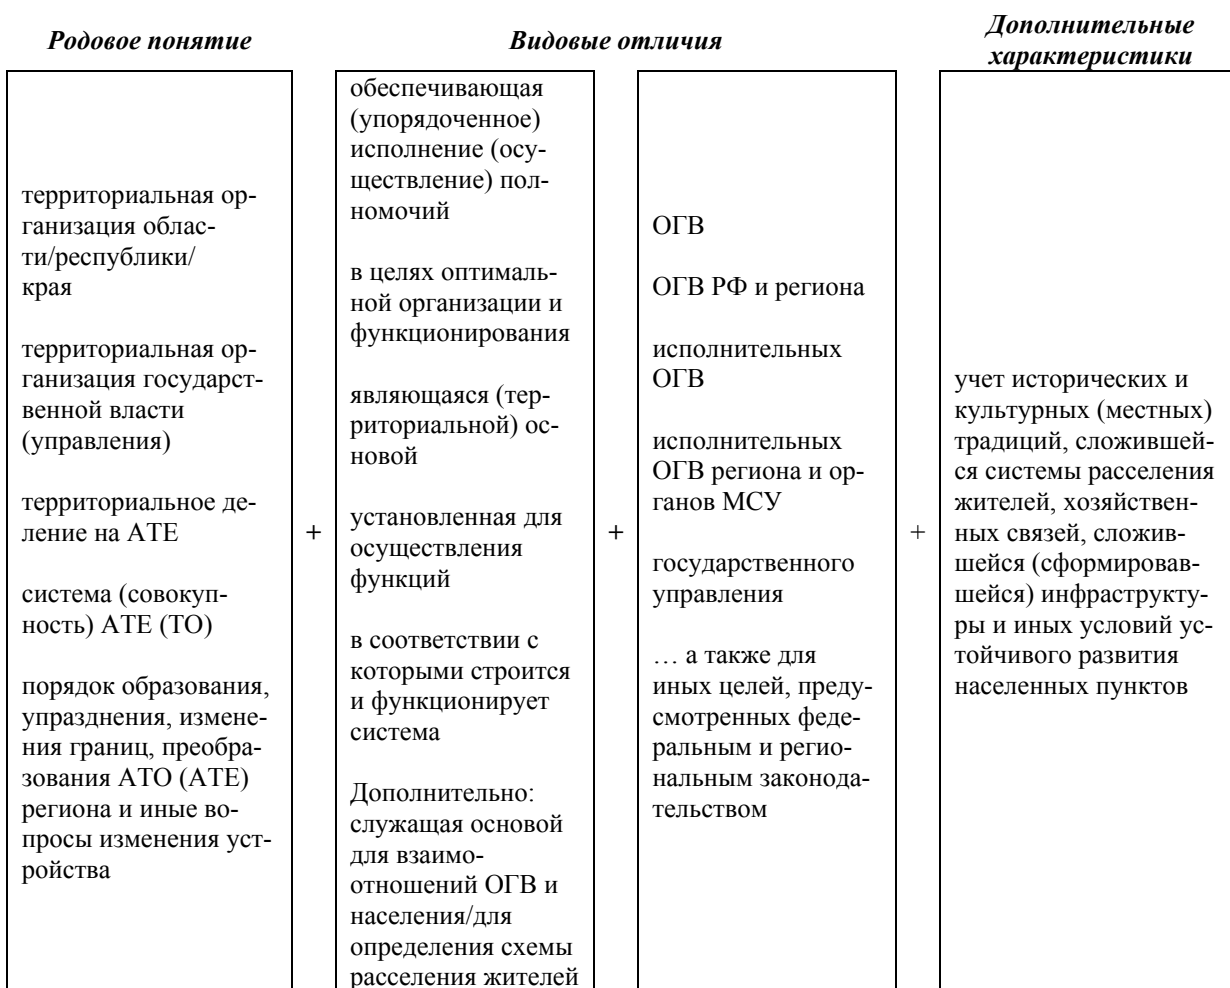 Родовое понятие
Видовые отличия
Дополнительные
характеристики
территориальная ор-
ганизация облас-
ти/республики/
края
территориальная ор-
ганизация государст-
венной власти
(управления)
территориальное де-
ление на АТЕ
система (совокуп-
ность) АТЕ (ТО)
порядок образования,
упразднения, измене-
ния границ, преобра-
зования АТО (АТЕ)
региона и иные во-
просы изменения уст-
ройства
+
обеспечивающая
(упорядоченное)
исполнение (осу-
ществление) пол-
номочий
в целях оптималь-
ной организации и
функционирования
являющаяся (тер-
риториальной) ос-
новой
установленная для
осуществления
функций
в соответствии с
которыми строится
и функционирует
система
Дополнительно:
служащая основой
для взаимо-
отношений ОГВ и
населения/для
определения схемы
расселения жителей
+
ОГВ
ОГВ РФ и региона
исполнительных
ОГВ
исполнительных
ОГВ региона и ор-
ганов МСУ
государственного
управления
… а также для
иных целей, преду-
смотренных феде-
ральным и регио-
нальным законода-
тельством
+
учет исторических и
культурных (местных)
традиций, сложившей-
ся системы расселения
жителей, хозяйствен-
ных связей, сложив-
шейся (сформировав-
шейся) инфраструкту-
ры и иных условий ус-
тойчивого развития
населенных пунктов